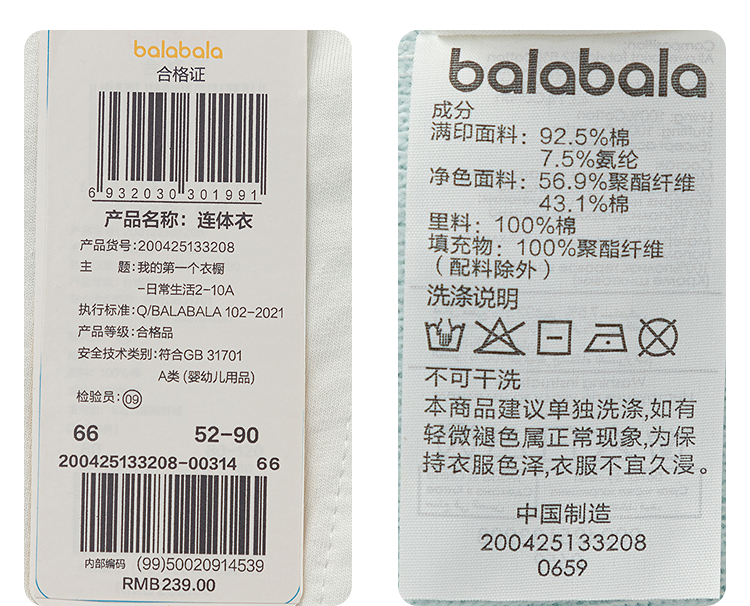 balabala
合格证
6 932030 301991
产品名称：连体衣
产品货号：200425133208
主 题：我的第一个衣橱
-日常生活2-10A
执行标准：Q/BALABALA 102-2021
产品等级：合格品
安全技术类别：符合GB 31701
A类 (婴幼儿用品)
检验员：09
66 52-90
200425133208-00314 66
内部编码 (99)50020914539
RMB239.00
balabala
成分
满印面料：92.5%棉
7.5%氨纶
净色面料：56.9%聚酯纤维
43.1%棉
里料：100%棉
填充物：100%聚酯纤维
（配料除外）
洗涤说明
不可干洗
本商品建议单独洗涤,如有
轻微褪色属正常现象,为保
持衣服色泽,衣服不宜久浸。
中国制造
200425133208
0659